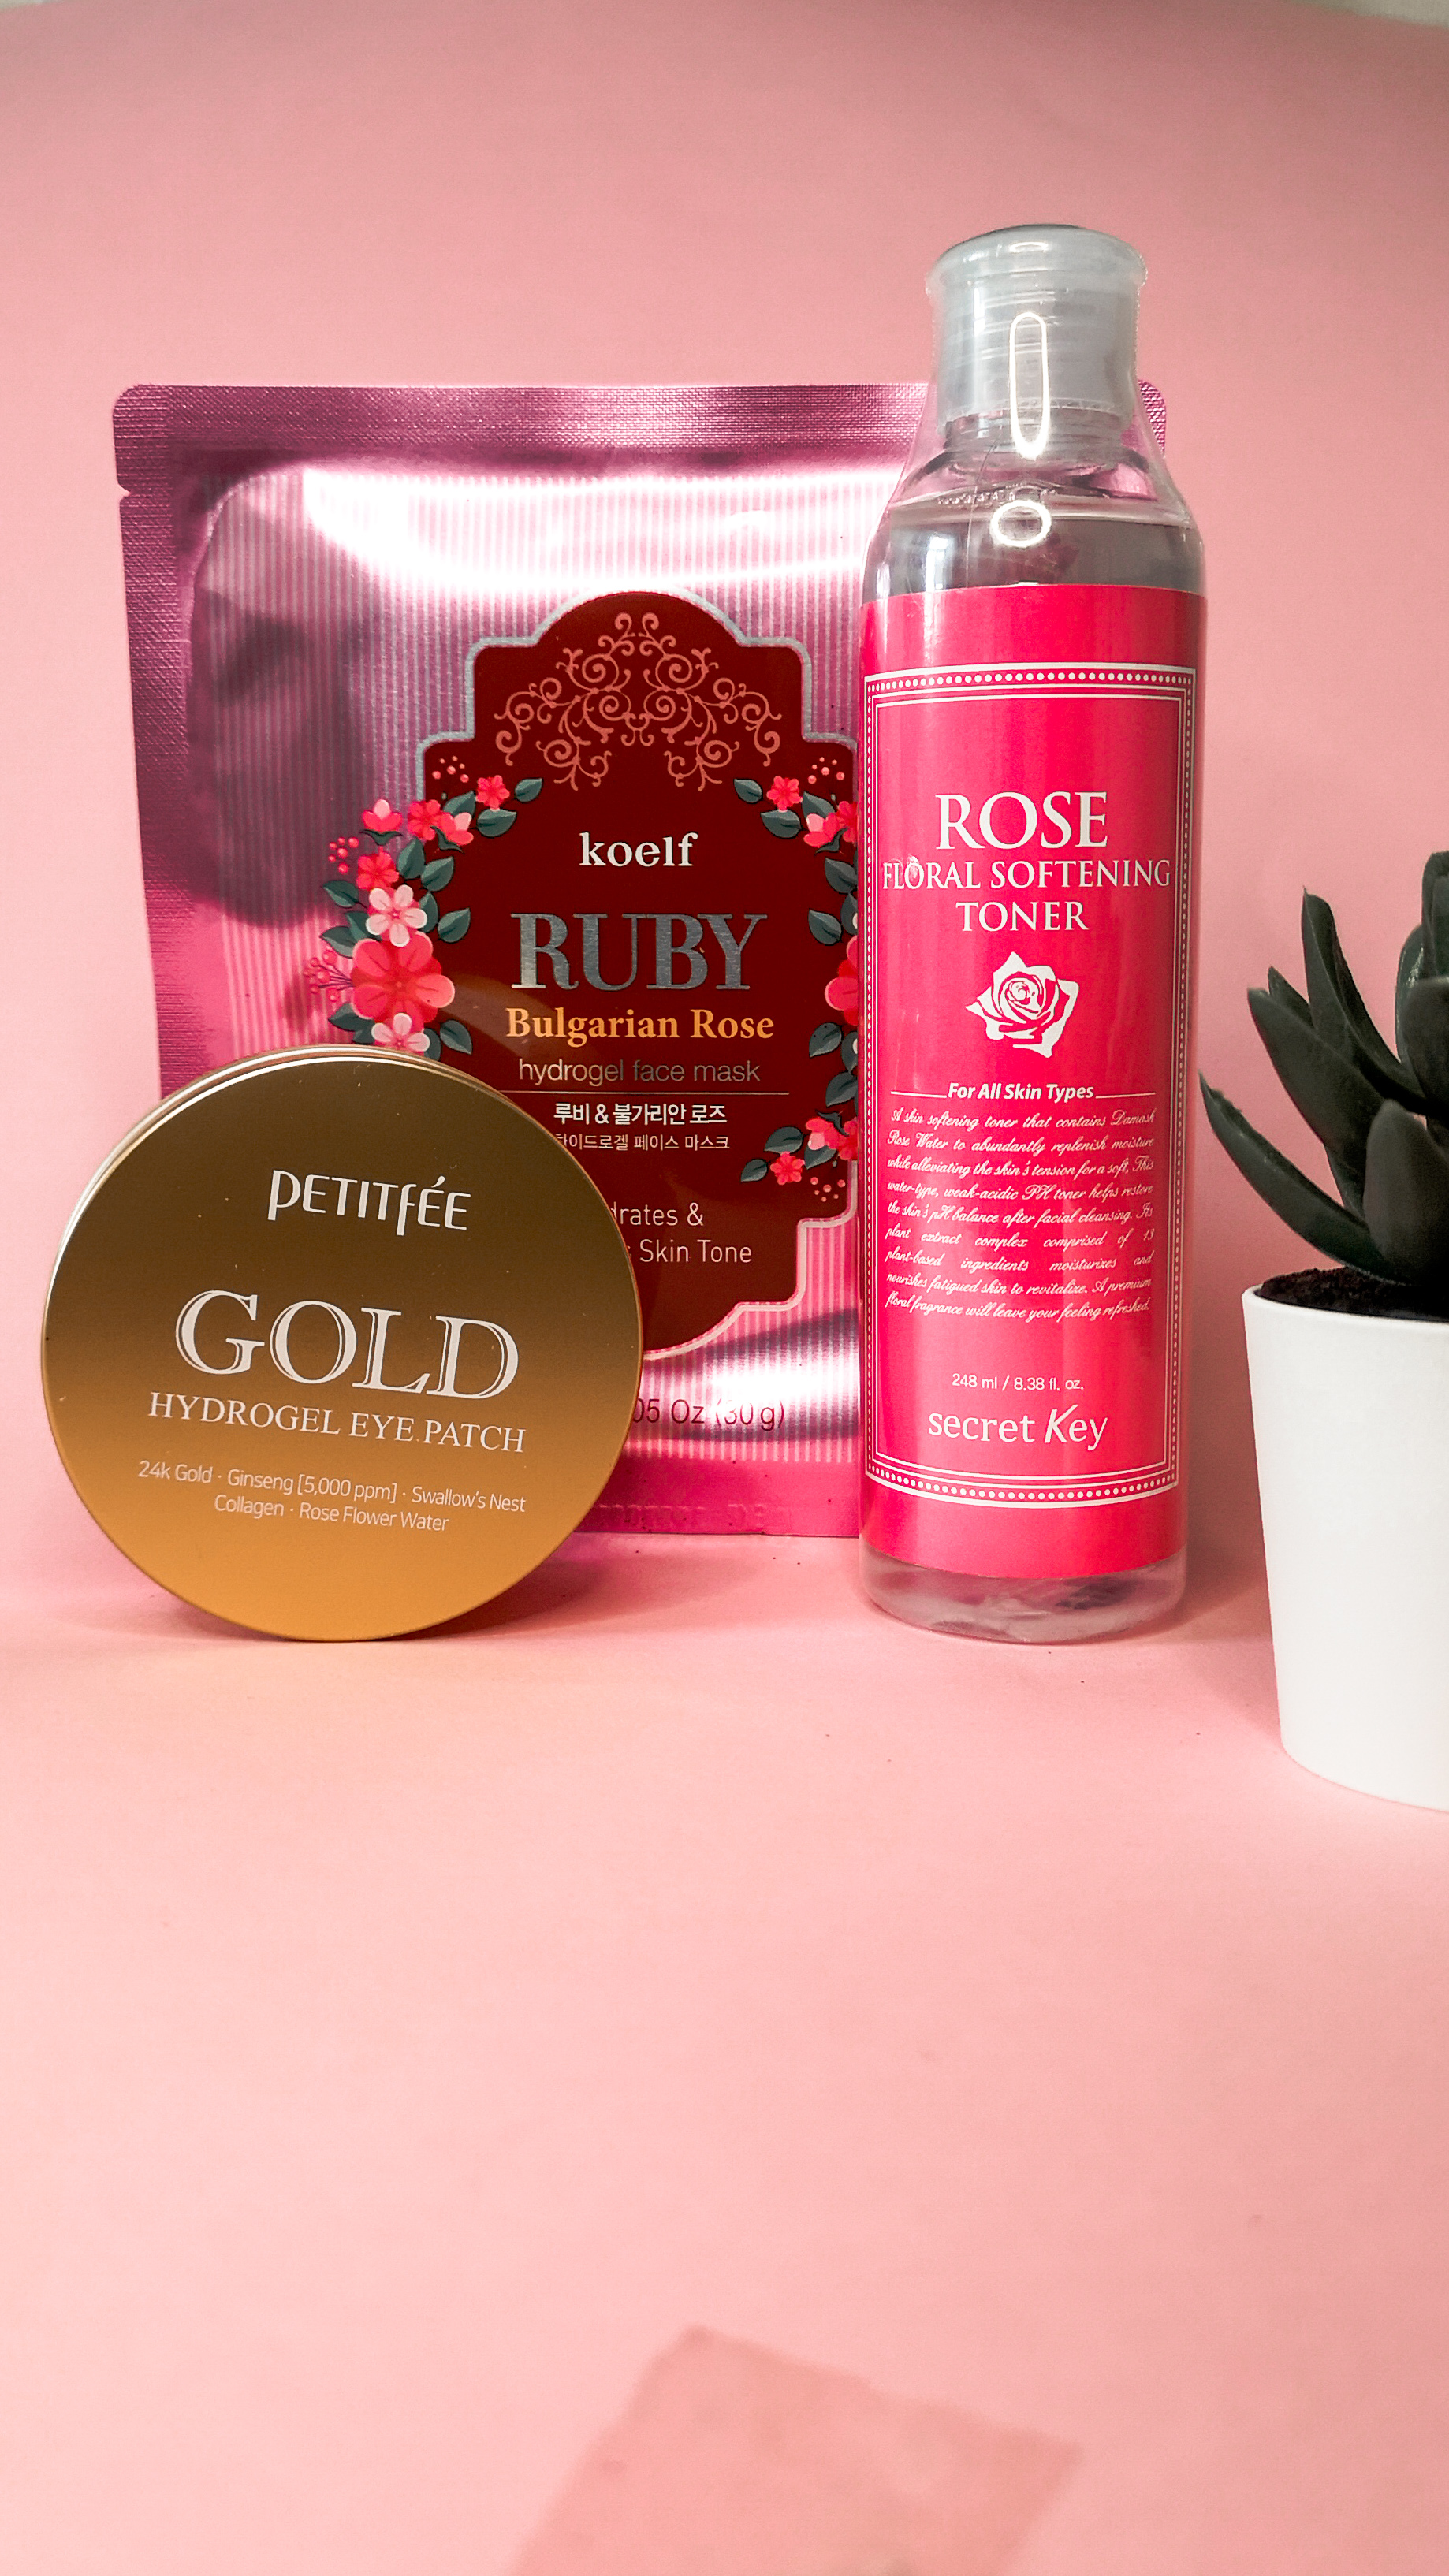 koelf
RUBY
Bulgarian Rose
hydrogel face mask
루비 & 불가리안 로즈
하이드로겔 페이스 마스크
&
Skin Tone
Oz (30 g)
PETITFÉE
GOLD
HYDROGEL EYE PATCH
24k Gold · Ginseng [5,000 ppm] · Swallow's Nest
Collagen · Rose Flower Water
ROSE
FLORAL SOFTENING
TONER
For All Skin Types
A skin softening toner that contains Damask
Rose Water to abundantly replenish moisture
while alleviating the skin's tension for a soft, This
water-type, weak-acidic PH toner helps restore
the skin's pH balance after facial cleansing. Its
plant extract complex comprised of 13
plant-based ingredients moisturizes and
nourishes fatigued skin to revitalize. A premium
floral fragrance will leave your feeling refreshed.
248 ml / 8.38 fl. oz.
secret Key